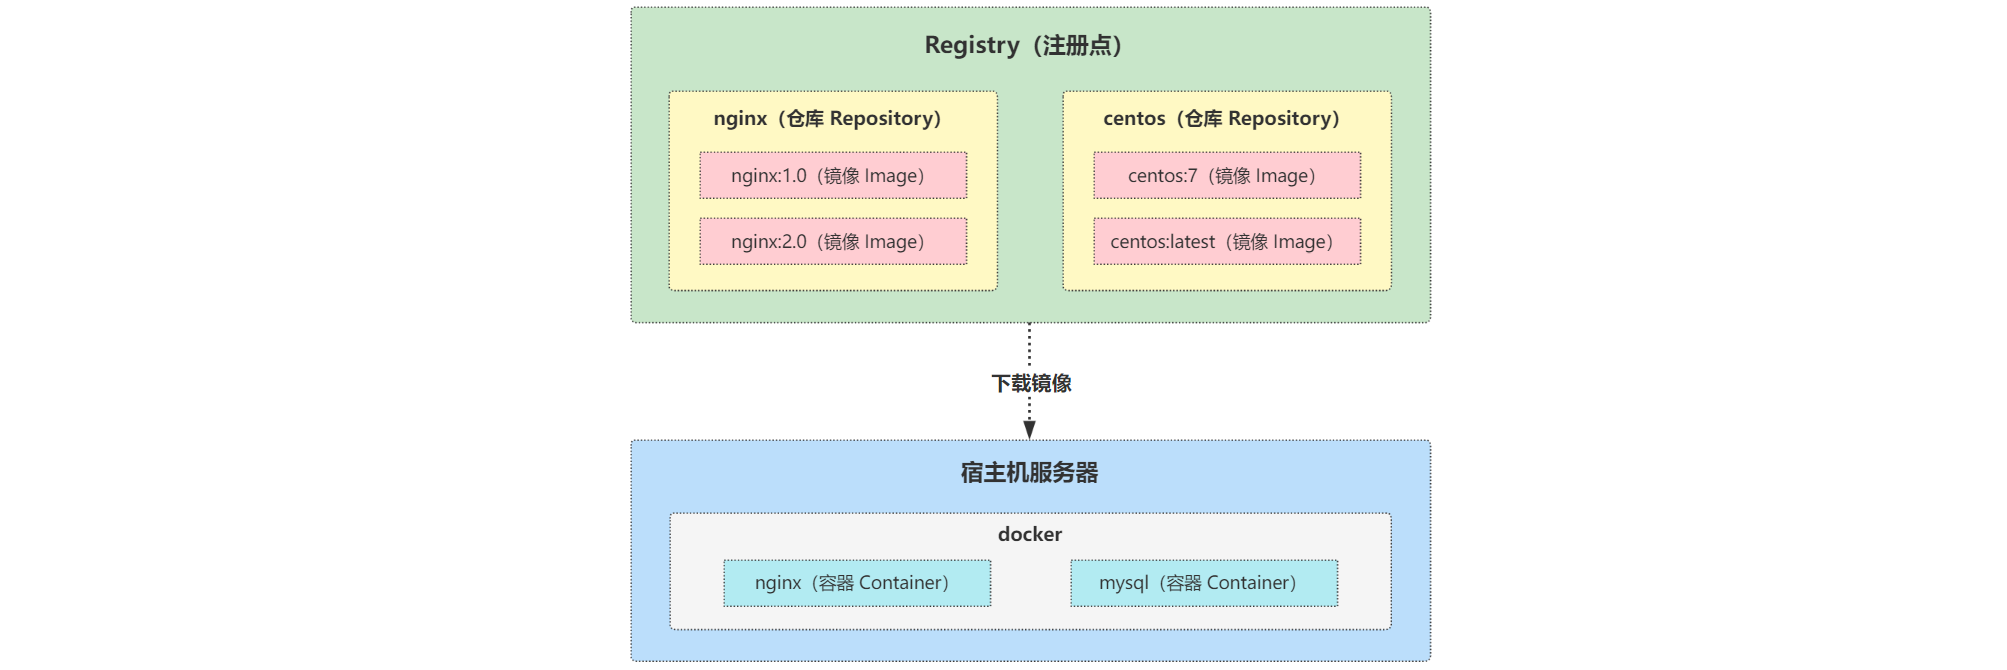 Registry（注册点）
nginx（仓库 Repository）
centos（仓库 Repository）
nginx:1.0（镜像 Image）
centos:7（镜像 Image）
nginx:2.0（镜像 Image）
centos:latest（镜像 Image）
下载镜像
宿主机服务器
docker
nginx（容器 Container）
mysql（容器 Container）